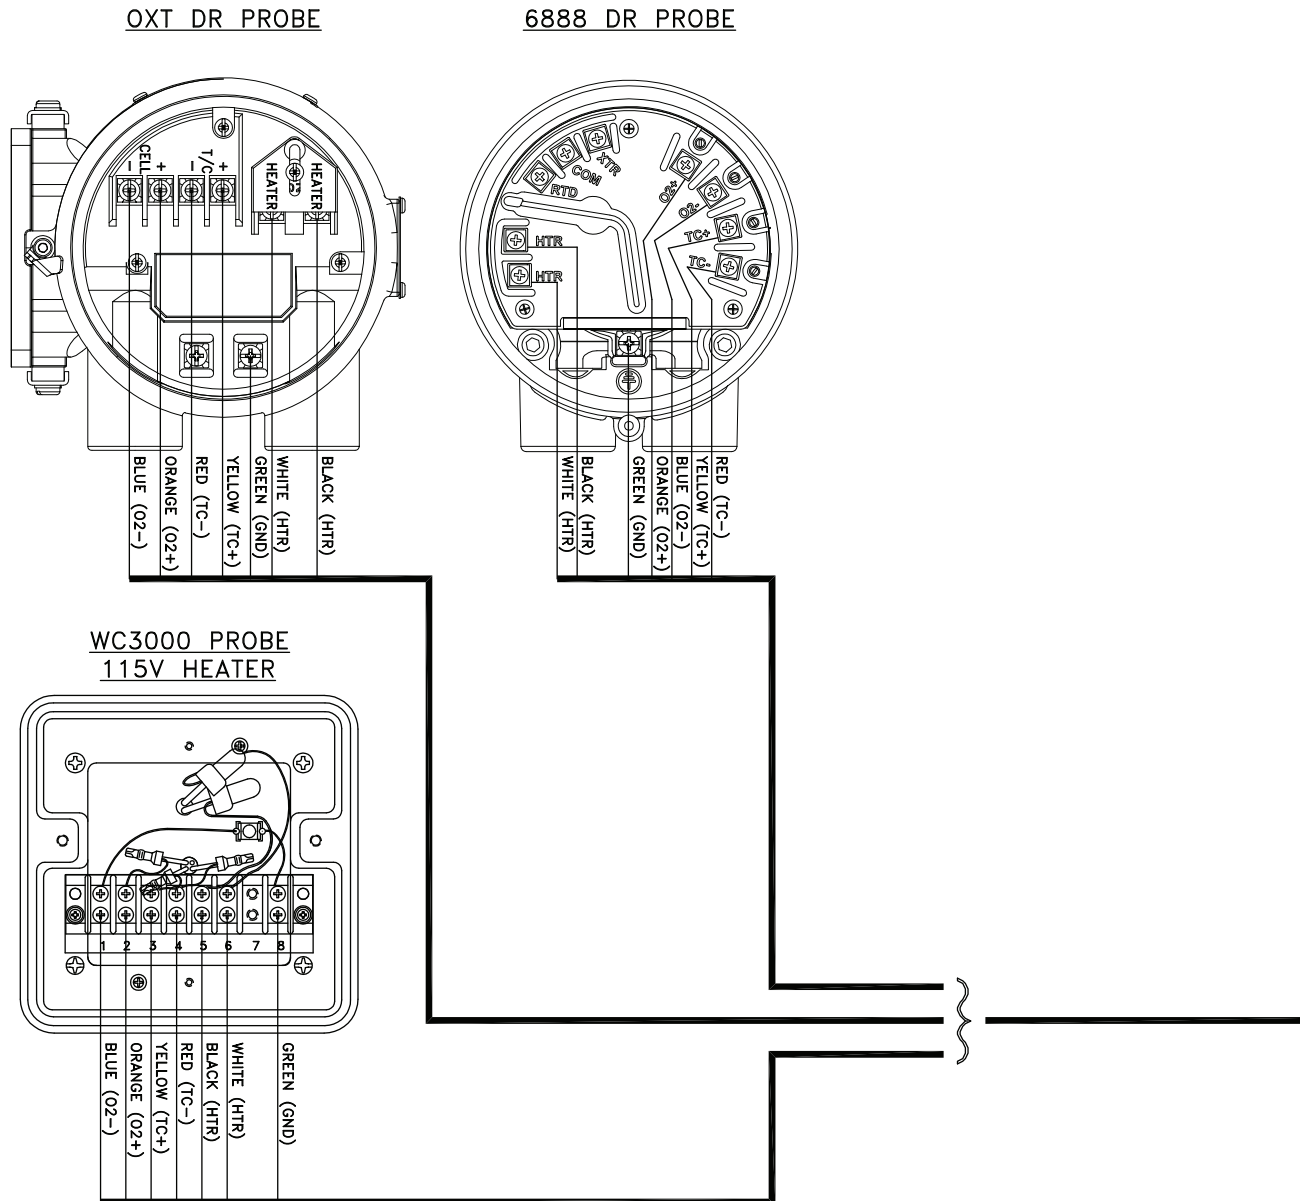 OXT DR PROBE
CELL
T/C
- + - +
HEATER
HEATER
BLUE (O2-)
ORANGE (O2+)
RED (TC-)
YELLOW (TC+)
GREEN (GND)
WHITE (HTR)
BLACK (HTR)
6888 DR PROBE
RTD
COM
XTR
O2+
O2-
TC+
TC-
HTR
HTR
WHITE (HTR)
BLACK (HTR)
GREEN (GND)
ORANGE (O2+)
BLUE (O2-)
YELLOW (TC+)
RED (TC-)
WC3000 PROBE
115V HEATER
1 2 3 4 5 6 7 8
BLUE (O2-)
ORANGE (O2+)
YELLOW (TC+)
RED (TC-)
BLACK (HTR)
WHITE (HTR)
GREEN (GND)